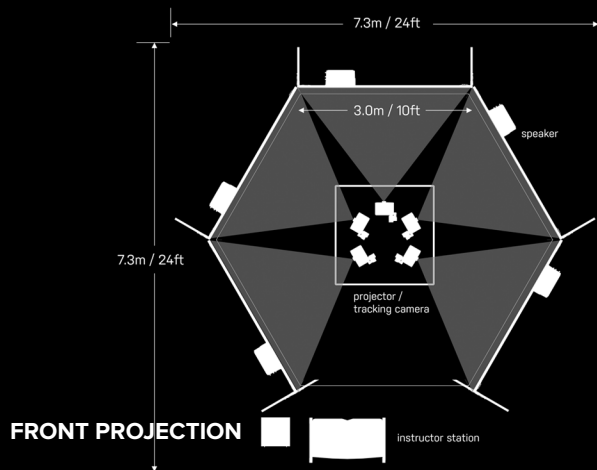 7.3m / 24ft
3.0m / 10ft
speaker
7.3m / 24ft
projector /
tracking camera
FRONT PROJECTION
instructor station